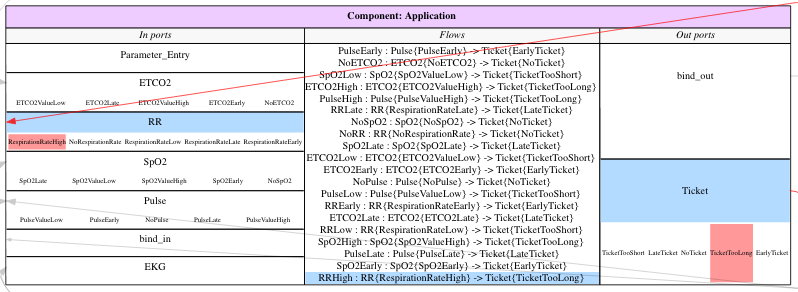 Component: Application
In ports
Flows
Out ports
Parameter_Entry
ETCO2
ETCO2ValueLow ETCO2Late ETCO2ValueHigh ETCO2Early NoETCO2
RR
RespirationRateHigh NoRespirationRate RespirationRateLow RespirationRateLate RespirationRateEarly
SpO2
SpO2Late SpO2ValueLow SpO2ValueHigh SpO2Early NoSpO2
Pulse
PulseValueLow PulseEarly NoPulse PulseLate PulseValueHigh
bind_in
EKG
PulseEarly : Pulse{PulseEarly} -> Ticket{EarlyTicket}
NoETCO2 : ETCO2{NoETCO2} -> Ticket{NoTicket}
SpO2Low : SpO2{SpO2ValueLow} -> Ticket{TicketTooShort}
ETCO2High : ETCO2{ETCO2ValueHigh} -> Ticket{TicketTooLong}
PulseHigh : Pulse{PulseValueHigh} -> Ticket{TicketTooLong}
RRLate : RR{RespirationRateLate} -> Ticket{LateTicket}
NoSpO2 : SpO2{NoSpO2} -> Ticket{NoTicket}
NoRR : RR{NoRespirationRate} -> Ticket{NoTicket}
SpO2Late : SpO2{SpO2Late} -> Ticket{LateTicket}
ETCO2Low : ETCO2{ETCO2ValueLow} -> Ticket{TicketTooShort}
ETCO2Early : ETCO2{ETCO2Early} -> Ticket{EarlyTicket}
NoPulse : Pulse{NoPulse} -> Ticket{NoTicket}
PulseLow : Pulse{PulseValueLow} -> Ticket{TicketTooShort}
RREarly : RR{RespirationRateEarly} -> Ticket{EarlyTicket}
ETCO2Late : ETCO2{ETCO2Late} -> Ticket{LateTicket}
RRLow : RR{RespirationRateLow} -> Ticket{TicketTooShort}
SpO2High : SpO2{SpO2ValueHigh} -> Ticket{TicketTooLong}
PulseLate : Pulse{PulseLate} -> Ticket{LateTicket}
SpO2Early : SpO2{SpO2Early} -> Ticket{EarlyTicket}
RRHigh : RR{RespirationRateHigh} -> Ticket{TicketTooLong}
bind_out
Ticket
TicketTooShort LateTicket NoTicket TicketTooLong EarlyTicket